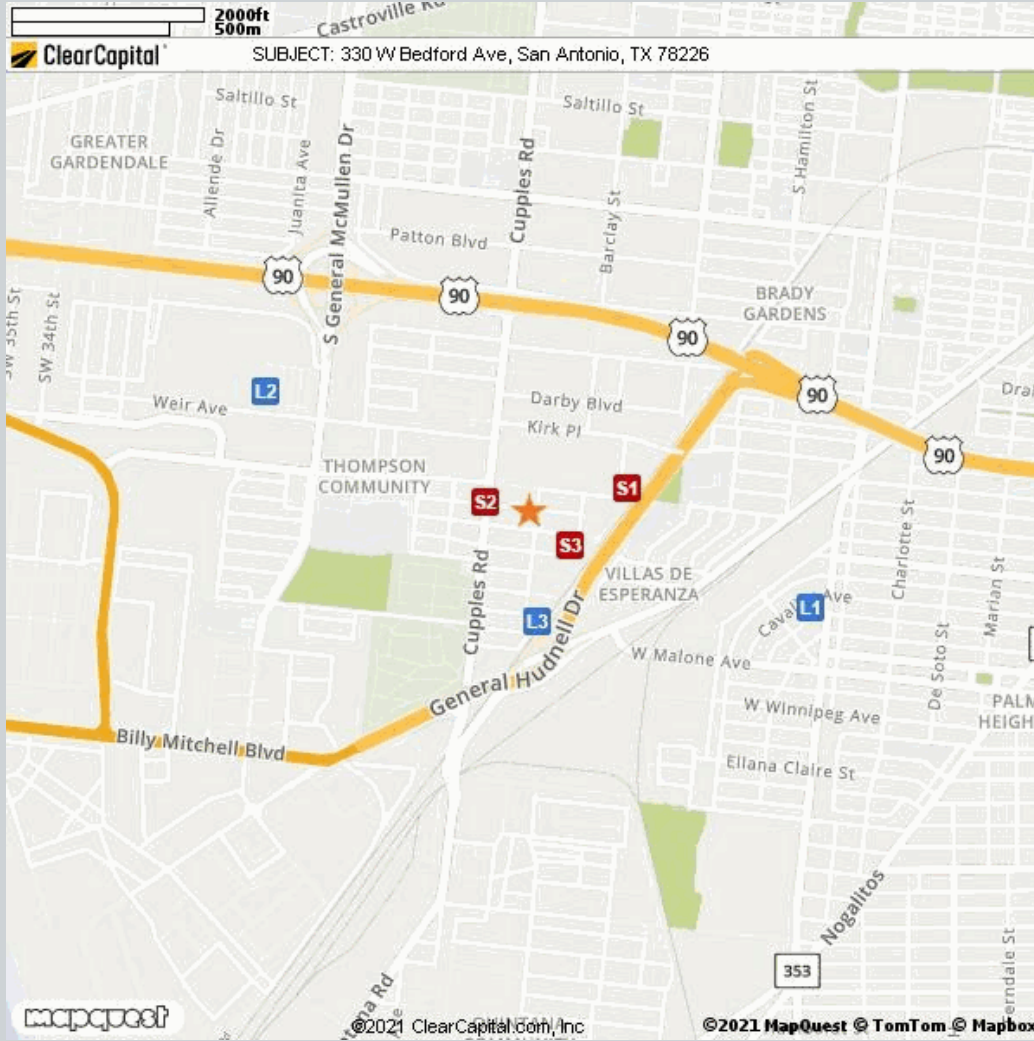 2000ft
500m
Castroville Rd
ClearCapital
SUBJECT: 330 W Bedford Ave, San Antonio, TX 78226
Saltillo St
Saltillo St
S Hamilton St
GREATER
GARDENDALE
Allende Dr
Juanita Ave
S General McMullen Dr
Cupples Rd
Barclay St
Patton Blvd
90
90
BRADY
GARDENS
90
90
90
SW 35th St
SW 34th St
L2
Weir Ave
Darby Blvd
Kirk Pl
THOMPSON
COMMUNITY
S2
S1
S3
Charlotte St
Marian St
VILLAS DE
ESPERANZA
Cupples Rd
L3
L1
Ave
De Soto St
General Hudnell Dr
W Malone Ave
W Winnipeg Ave
PALM
HEIGH
Billy Mitchell Blvd
Ellana Claire St
Nogalitos
353
mapquest
©2021 ClearCapital.com, Inc
©2021 MapQuest © TomTom © Mapbox